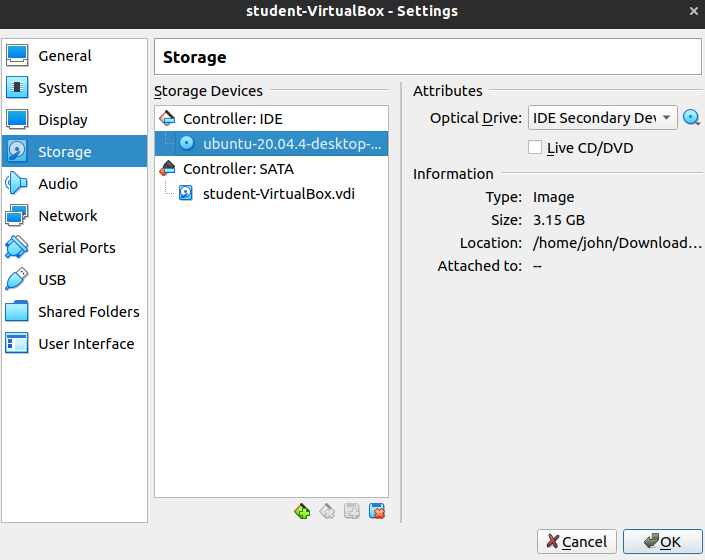 student-VirtualBox - Settings
General
System
Display
Storage
Audio
Network
Serial Ports
USB
Shared Folders
User Interface
Storage
Storage Devices
Controller: IDE
ubuntu-20.04.4-desktop-...
Controller: SATA
student-VirtualBox.vdi
Attributes
Optical Drive: IDE Secondary Dev
Live CD/DVD
Information
Type: Image
Size: 3.15 GB
Location: /home/john/Download...
Attached to: --
Cancel
OK